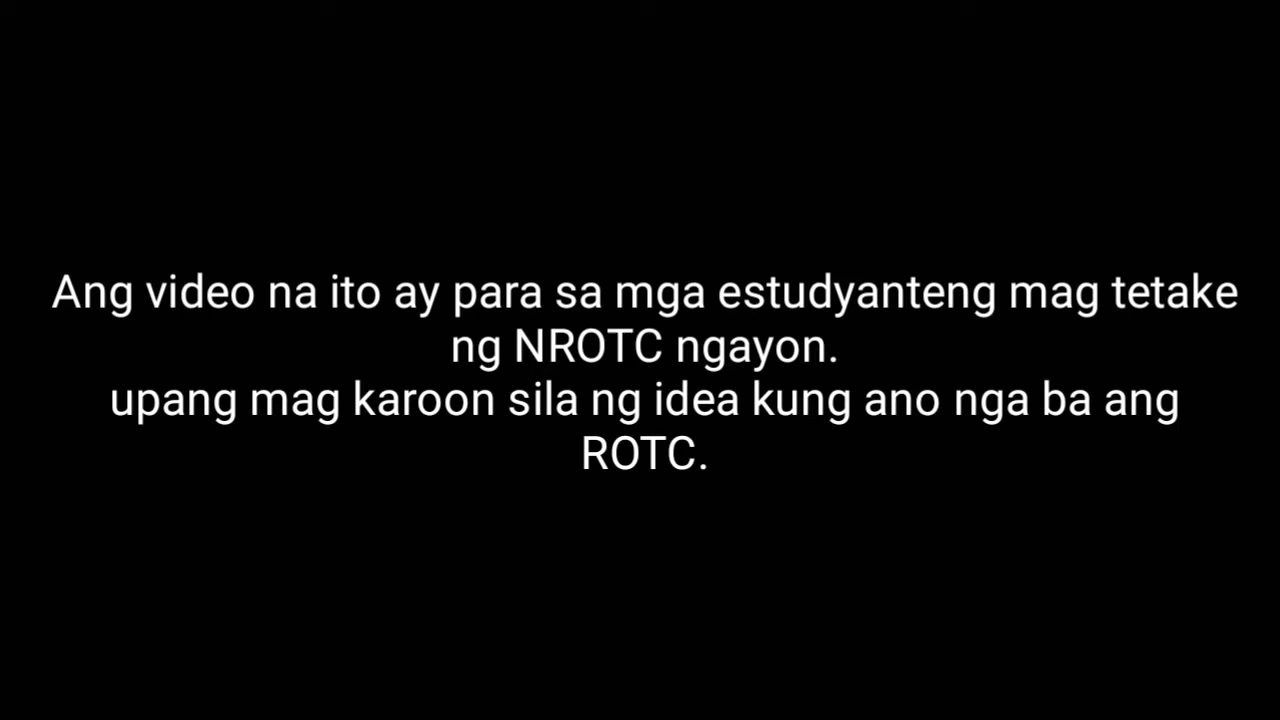 Ang video na ito ay para sa mga estudyanteng mag tetake
ng NROTC ngayon.
upang mag karoon sila ng idea kung ano nga ba ang
ROTC.